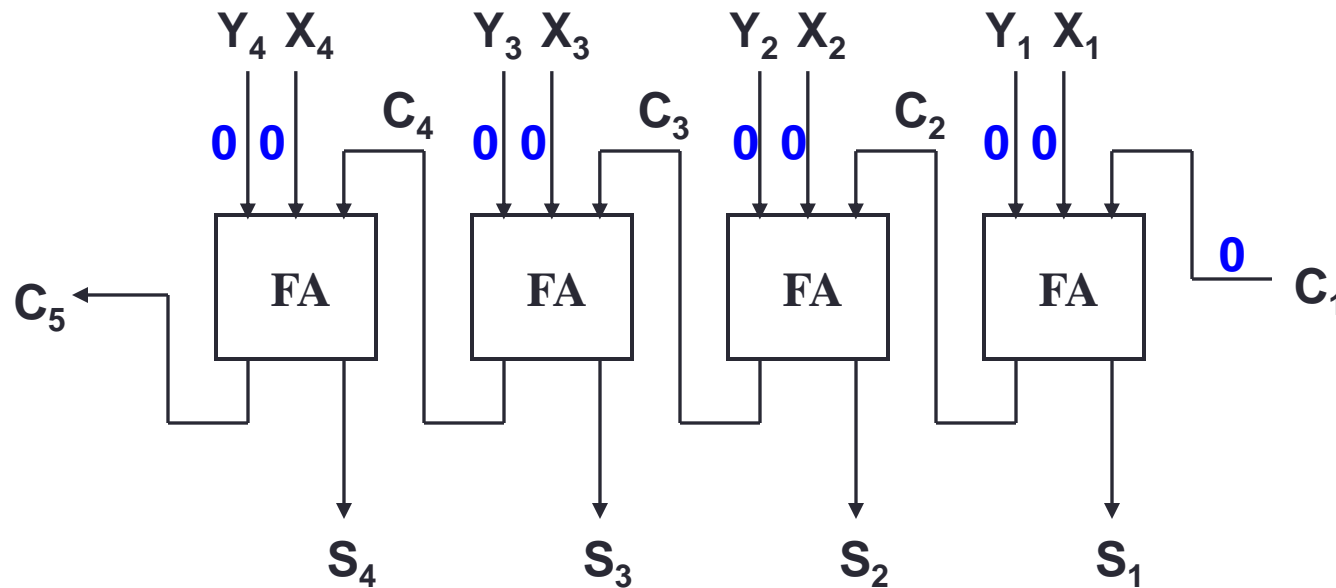 Y₄ X₄ Y₃ X₃ Y₂ X₂ Y₁ X₁
C₄ C₃ C₂
0 0 0 0 0 0 0 0
0
FA FA FA FA
C₅ C₁
S₄ S₃ S₂ S₁